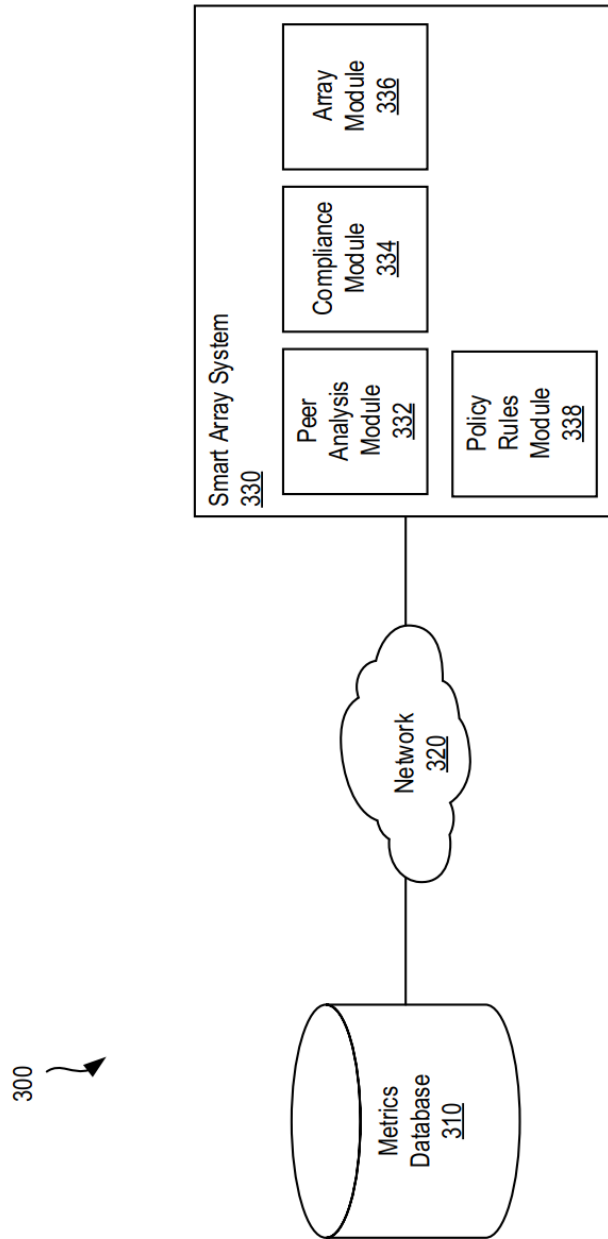 300
Metrics
Database
310
Network
320
Smart Array System
330
Peer
Analysis
Module
332
Compliance
Module
334
Array
Module
336
Policy
Rules
Module
338